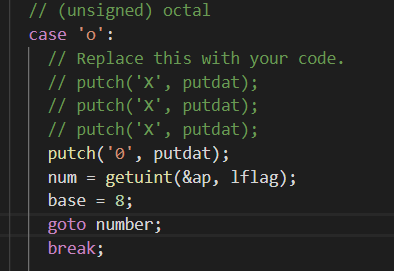 // (unsigned) octal
case 'o':
// Replace this with your code.
// putch('X', putdat);
// putch('X', putdat);
// putch('X', putdat);
putch('0', putdat);
num = getuint(&ap, lflag);
base = 8;
goto number;
break;